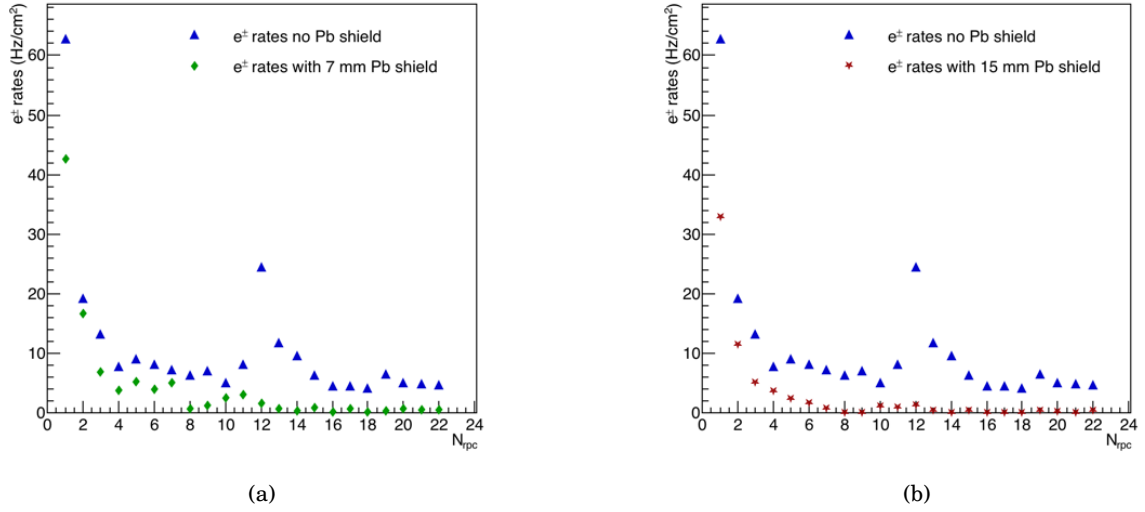 e± rates (Hz/cm²)
60
50
40
30
20
10
0
e± rates no Pb shield
e± rates with 7 mm Pb shield
0 2 4 6 8 10 12 14 16 18 20 22 24
N_rpc
(a)
e± rates (Hz/cm²)
60
50
40
30
20
10
0
e± rates no Pb shield
e± rates with 15 mm Pb shield
0 2 4 6 8 10 12 14 16 18 20 22 24
N_rpc
(b)